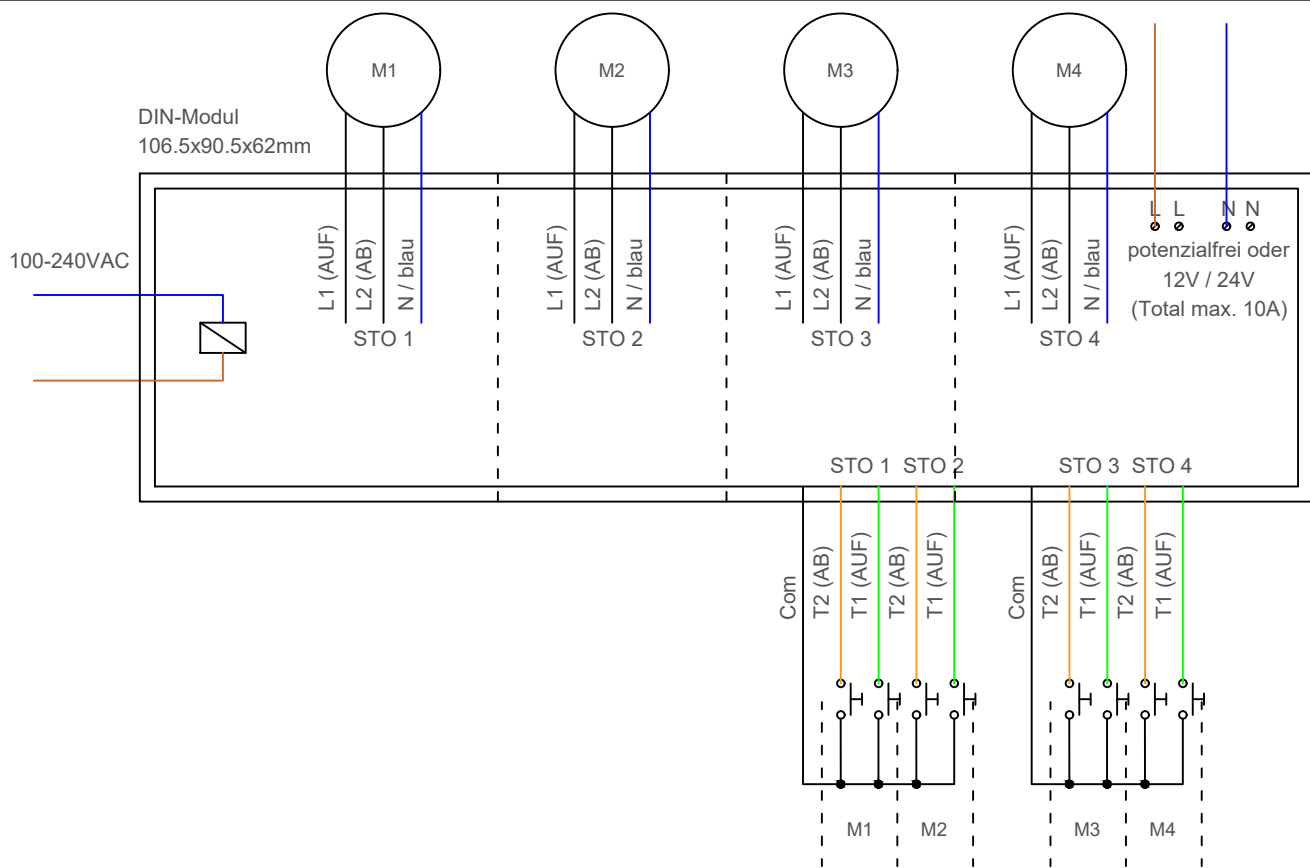 M1
M2
M3
M4
DIN-Modul
106.5x90.5x62mm
L L N N
potenzialfrei oder
12V / 24V
(Total max. 10A)
100-240VAC
L1 (AUF)
L2 (AB)
N / blau
STO 1
L1 (AUF)
L2 (AB)
N / blau
STO 2
L1 (AUF)
L2 (AB)
N / blau
STO 3
L1 (AUF)
L2 (AB)
N / blau
STO 4
STO 1
STO 2
STO 3
STO 4
Com
T2 (AB)
T1 (AUF)
T2 (AB)
T1 (AUF)
Com
T2 (AB)
T1 (AUF)
T2 (AB)
T1 (AUF)
M1
M2
M3
M4